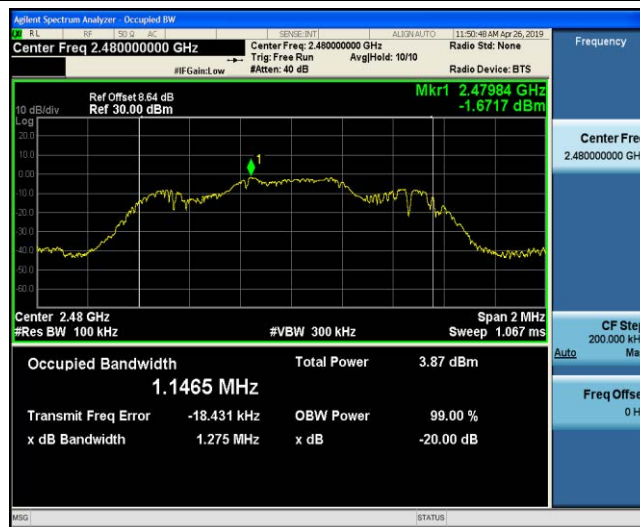 Agilent Spectrum Analyzer - Occupied BW
RL RF 50 Ω AC SENSE:INT ALIGN AUTO 11:50:48 AM Apr 26, 2019
Center Freq 2.480000000 GHz Center Freq: 2.480000000 GHz Radio Std: None Frequency
Trig: Free Run Avg|Hold: 10/10
#IFGain:Low #Atten: 40 dB Radio Device: BTS
Mkr1 2.47984 GHz
-1.6717 dBm
Ref Offset 8.64 dB
10 dB/div Ref 30.00 dBm
Log
20.0
10.0
0.00
-10.0
-20.0
-30.0
-40.0
-50.0
-60.0
1
Center 2.48 GHz Span 2 MHz
#Res BW 100 kHz #VBW 300 kHz Sweep 1.067 ms
Occupied Bandwidth Total Power 3.87 dBm
1.1465 MHz
Transmit Freq Error -18.431 kHz OBW Power 99.00 %
x dB Bandwidth 1.275 MHz x dB -20.00 dB
Center Fre
2.480000000 GH
CF Step
200.000 kH
Auto Ma
Freq Offse
0 H
MSG STATUS